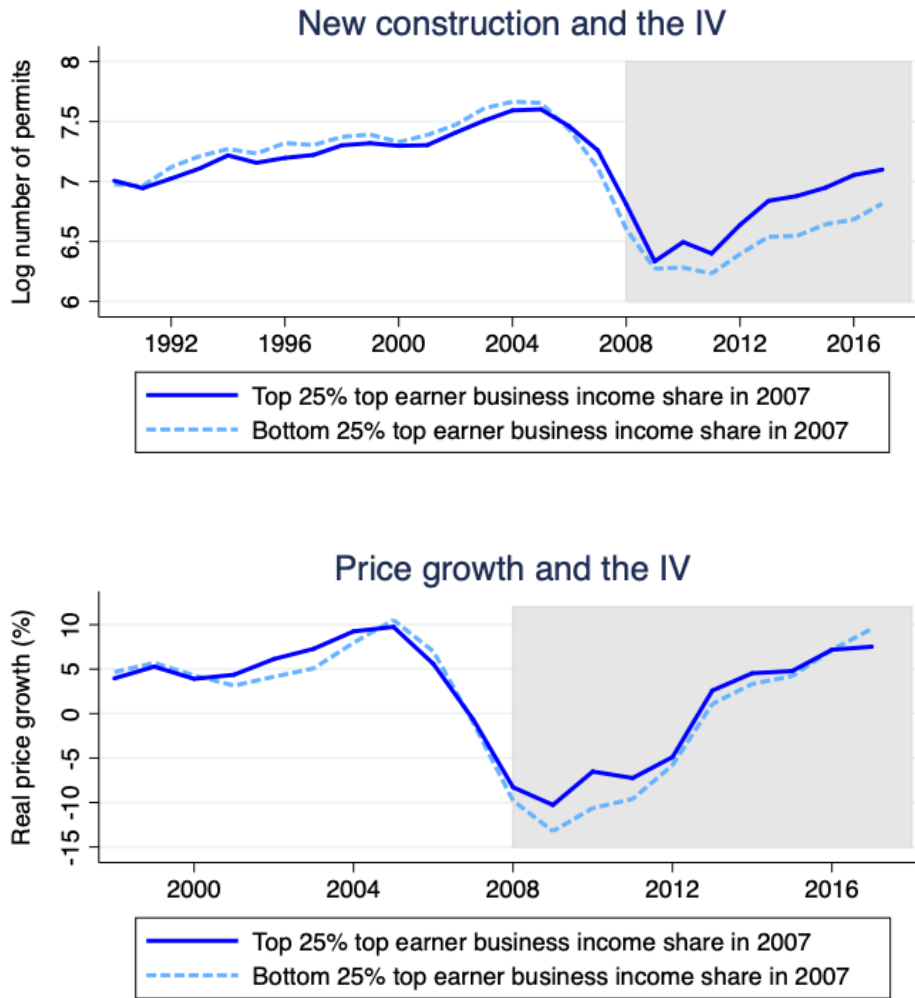 New construction and the IV
Log number of permits
8
7.5
7
6.5
6
1992 1996 2000 2004 2008 2012 2016
Top 25% top earner business income share in 2007
Bottom 25% top earner business income share in 2007
Price growth and the IV
Real price growth (%)
10
5
0
-5
-10
-15
2000 2004 2008 2012 2016
Top 25% top earner business income share in 2007
Bottom 25% top earner business income share in 2007